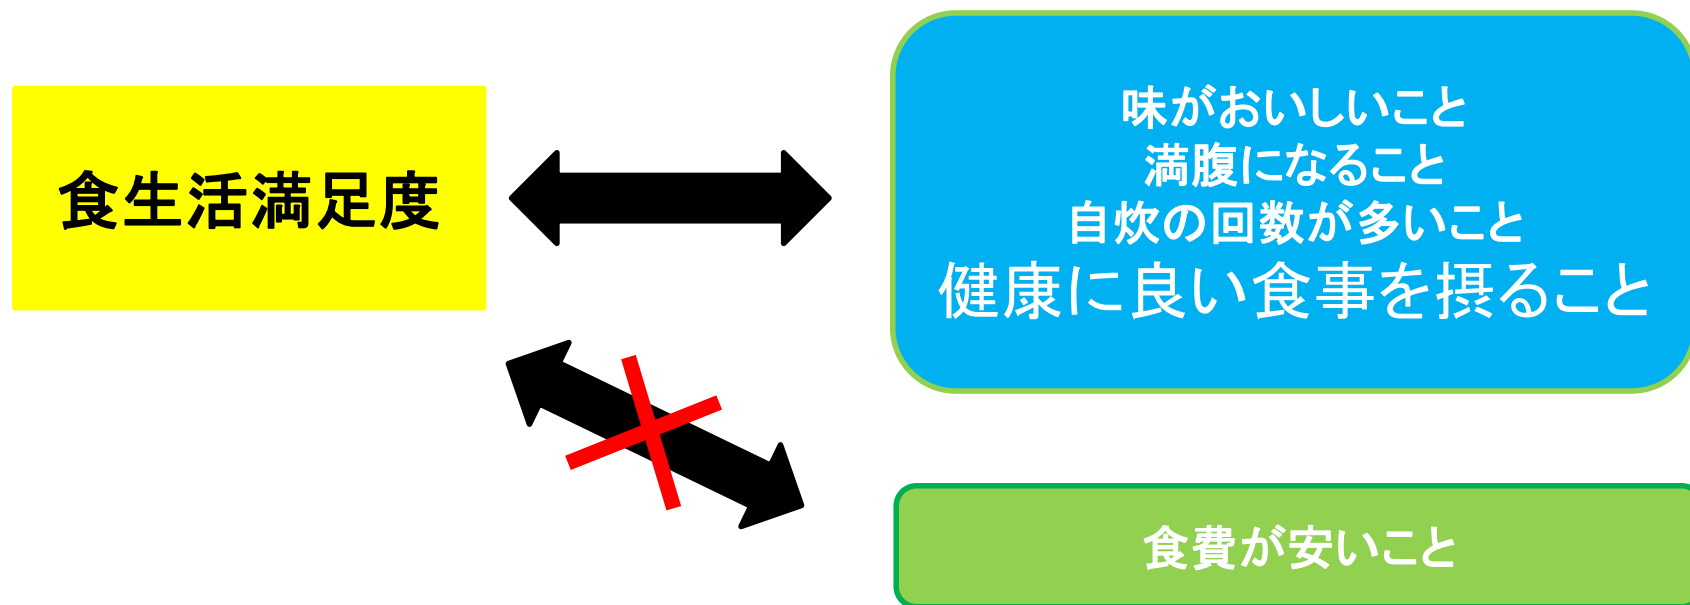 食生活満足度
味がおいしいこと
満腹になること
自炊の回数が多いこと
健康に良い食事を摂ること
食費が安いこと